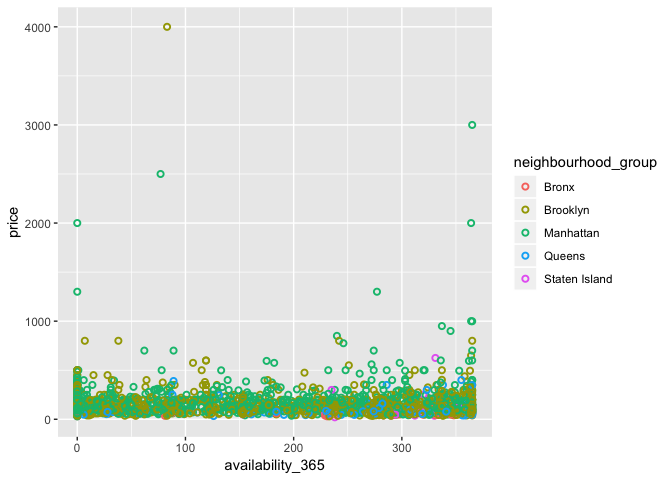 4000
3000
2000
1000
0
price
0
100
200
300
availability_365
neighbourhood_group
Bronx
Brooklyn
Manhattan
Queens
Staten Island